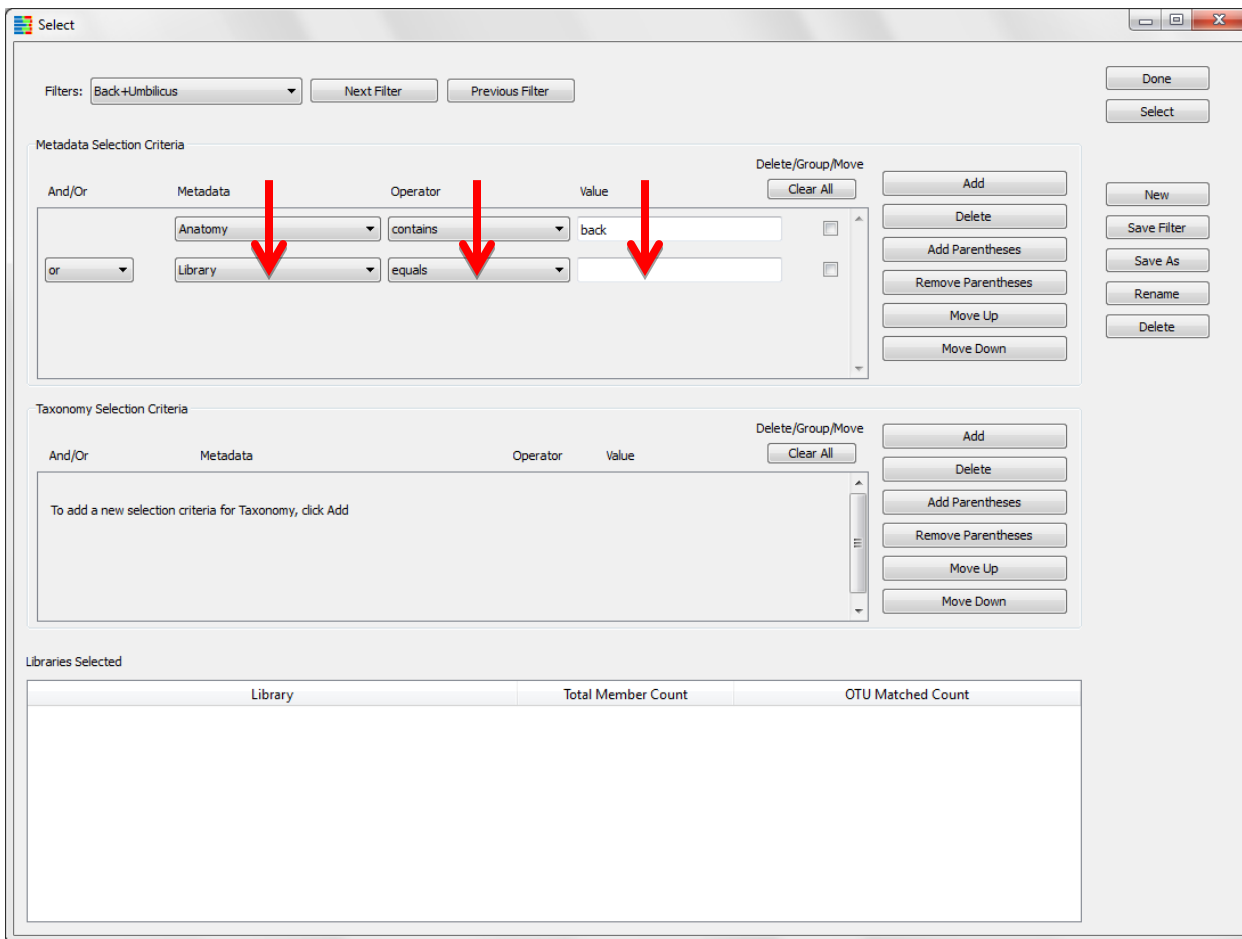 Select
Filters: Back+Umbilicus Next Filter Previous Filter
Done
Select
Metadata Selection Criteria
Delete/Group/Move
And/Or Metadata Operator Value Clear All
Add
Delete
Add Parentheses
Remove Parentheses
Move Up
Move Down
New
Save Filter
Save As
Rename
Delete
Anatomy contains back
or Library equals
Taxonomy Selection Criteria
Delete/Group/Move
And/Or Metadata Operator Value Clear All
Add
Delete
Add Parentheses
Remove Parentheses
Move Up
Move Down
To add a new selection criteria for Taxonomy, click Add
Libraries Selected
Library Total Member Count OTU Matched Count